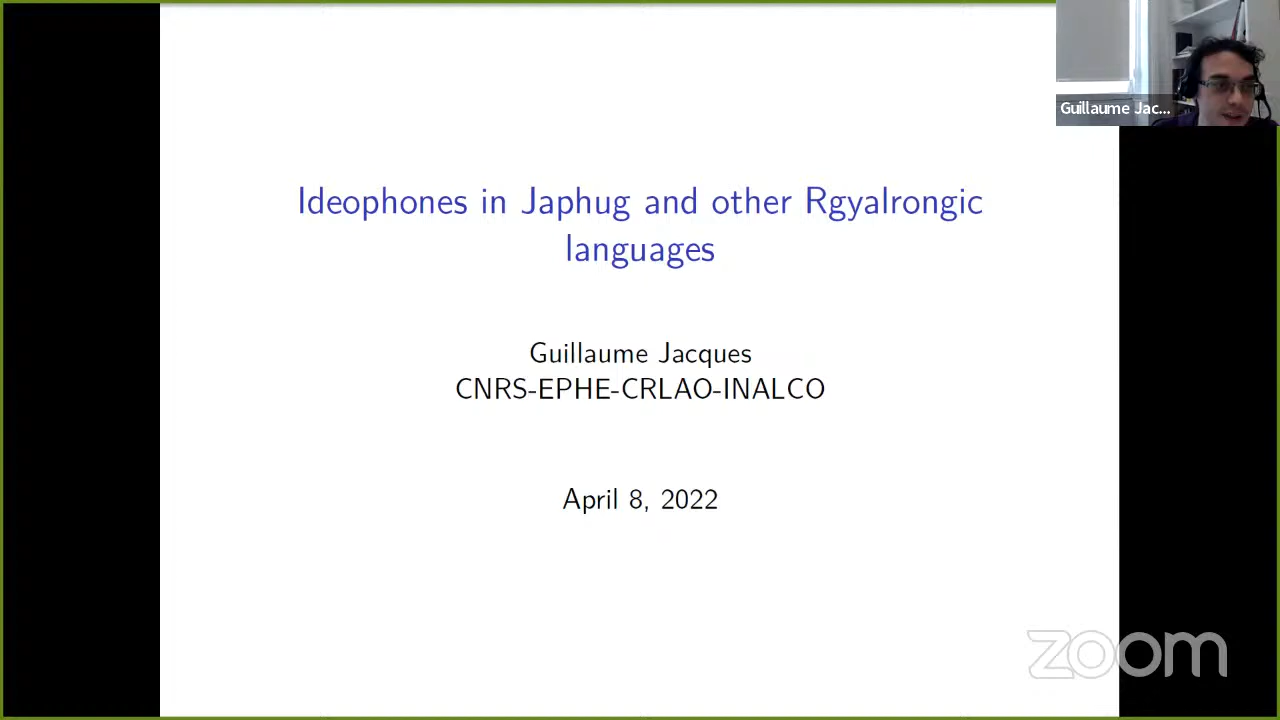 Guillaume Jac...
Ideophones in Japhug and other Rgyalrongic
languages
Guillaume Jacques
CNRS-EPHE-CRLAO-INALCO
April 8, 2022
zoom